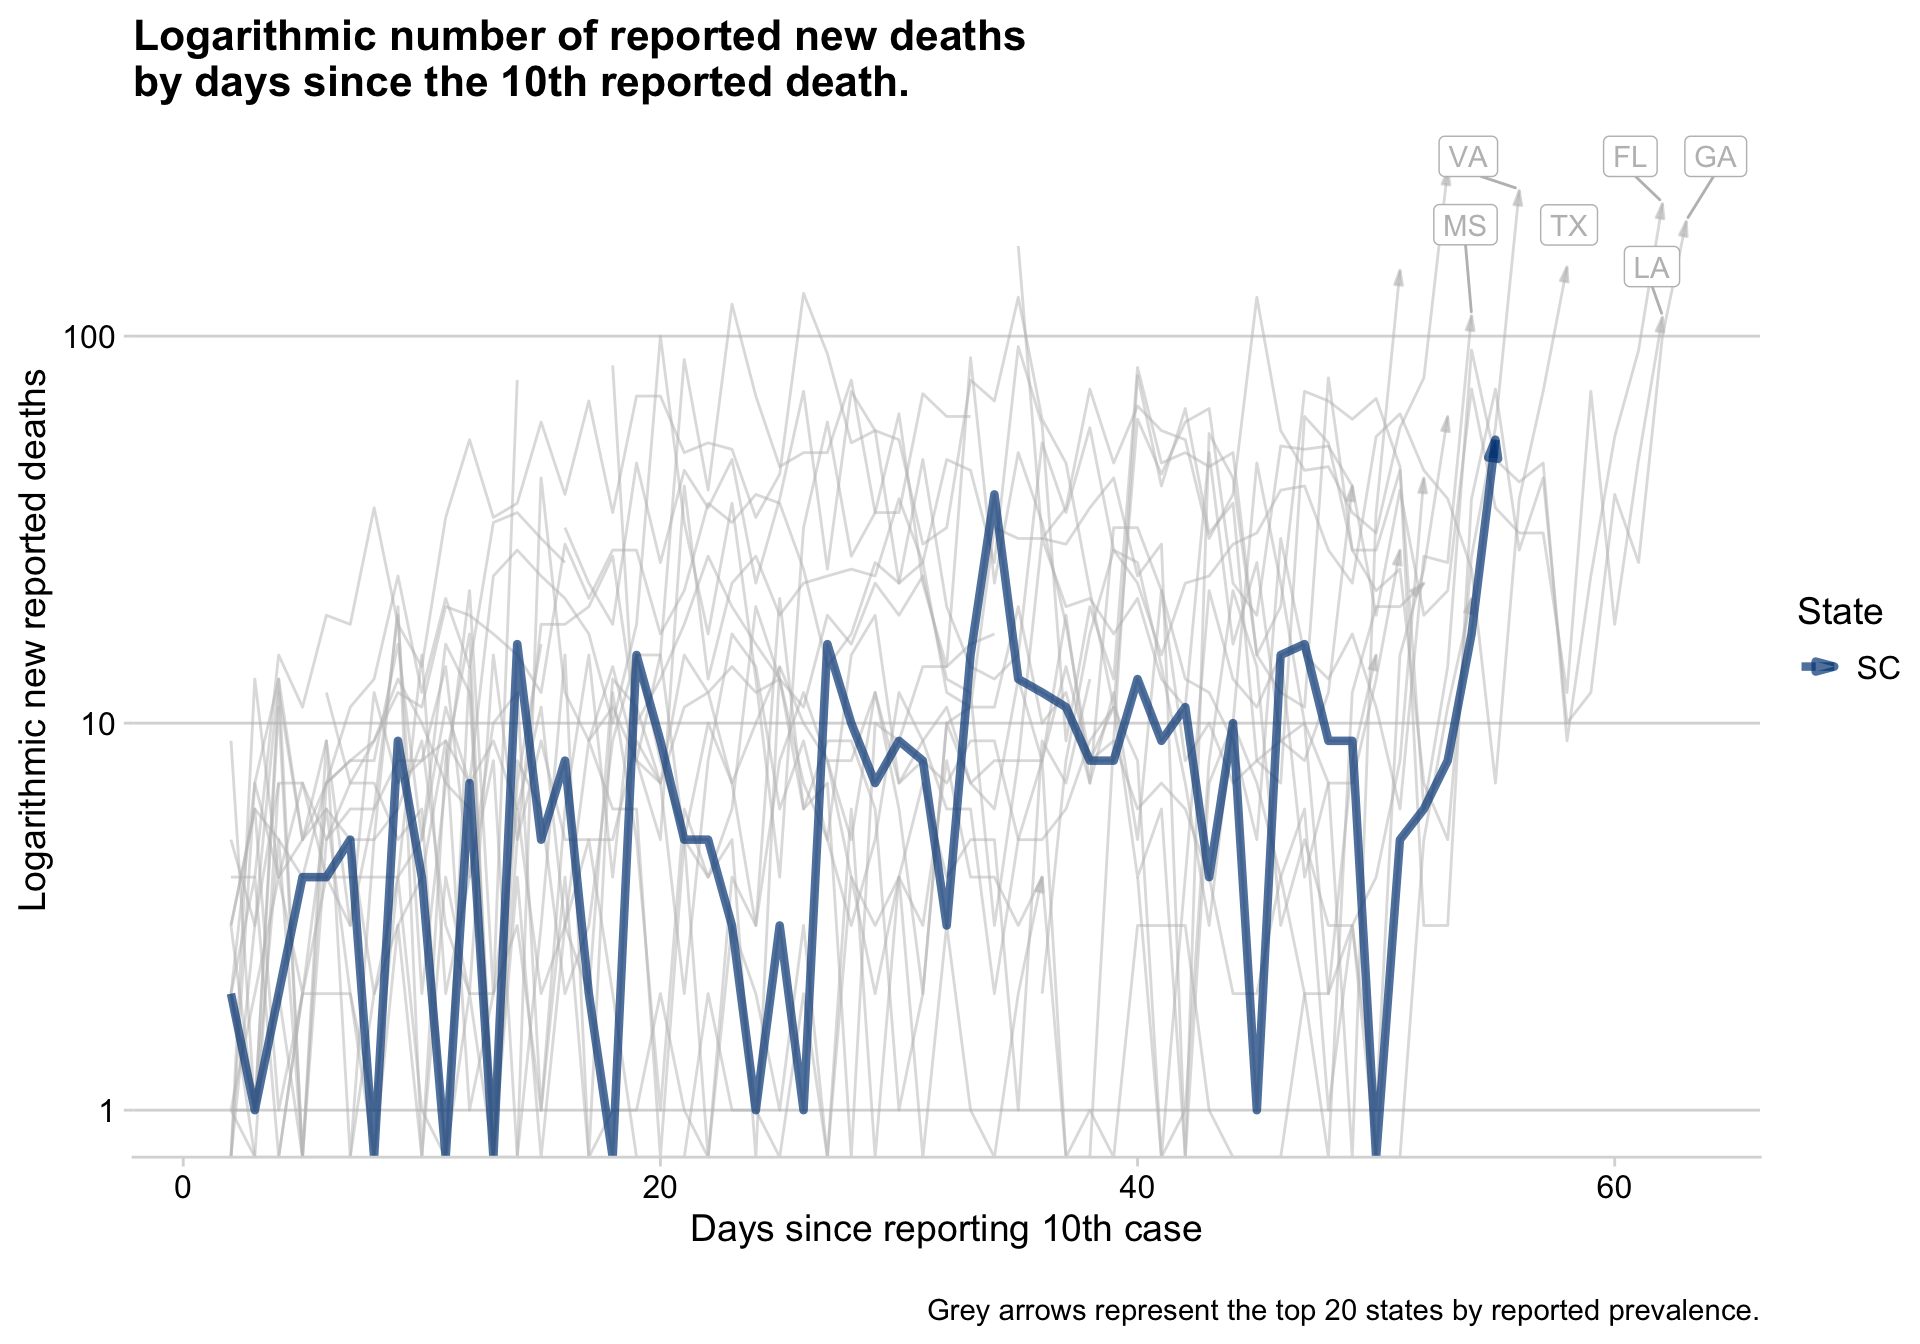 Logarithmic number of reported new deaths
by days since the 10th reported death.
VA
FL
GA
MS
TX
LA
100
10
1
Logarithmic new reported deaths
State
SC
0
20
40
60
Days since reporting 10th case
Grey arrows represent the top 20 states by reported prevalence.